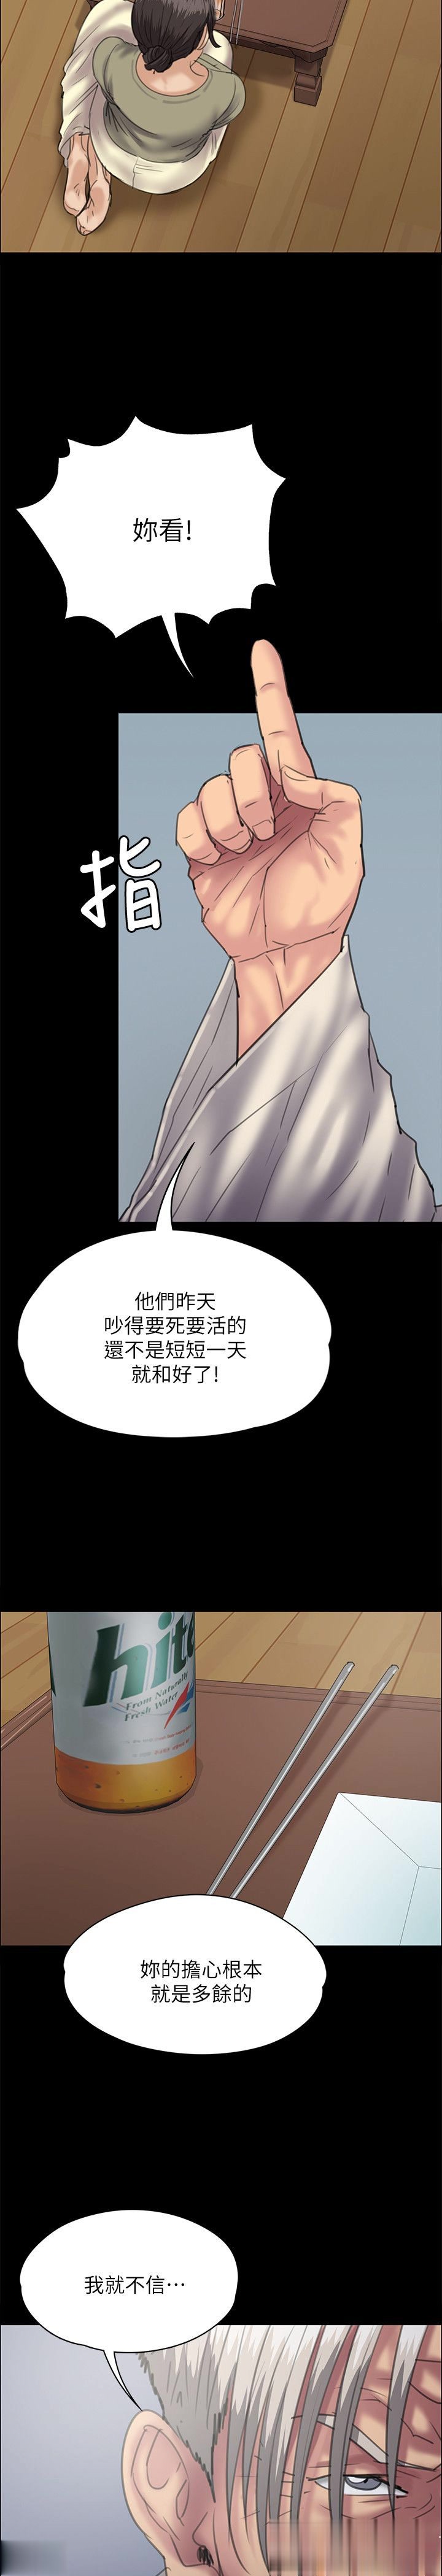 妳看!
指
他們昨天
吵得要死要活的
還不是短短一天
就和好了!
hite
From Naturally
Fresh Water
妳的擔心根本
就是多餘的
我就不信…